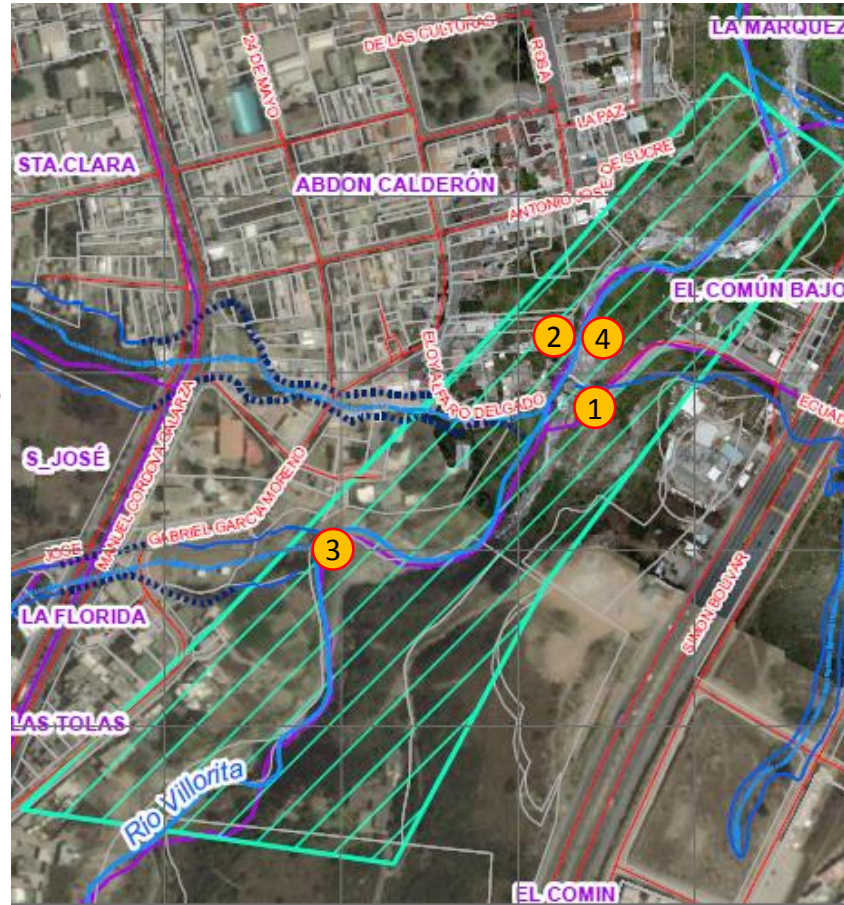 LA MARQUEZ
DE LAS CULTURAS
24 DE MAYO
ROSA
LA PAZ
STA.CLARA
ABDON CALDERÓN
ANTONIO JOSÉ DE SUCRE
EL COMÚN BAJO
2
4
ELOY ALFARO DELGADO
1
ECUAD
MANUEL CORDOVA GALARZA
S_JOSÉ
GABRIEL GARCIA MORENO
JOSE
3
SIMON BOLIVAR
LA FLORIDA
LAS TOLAS
Rio Villorita
EL COMIN